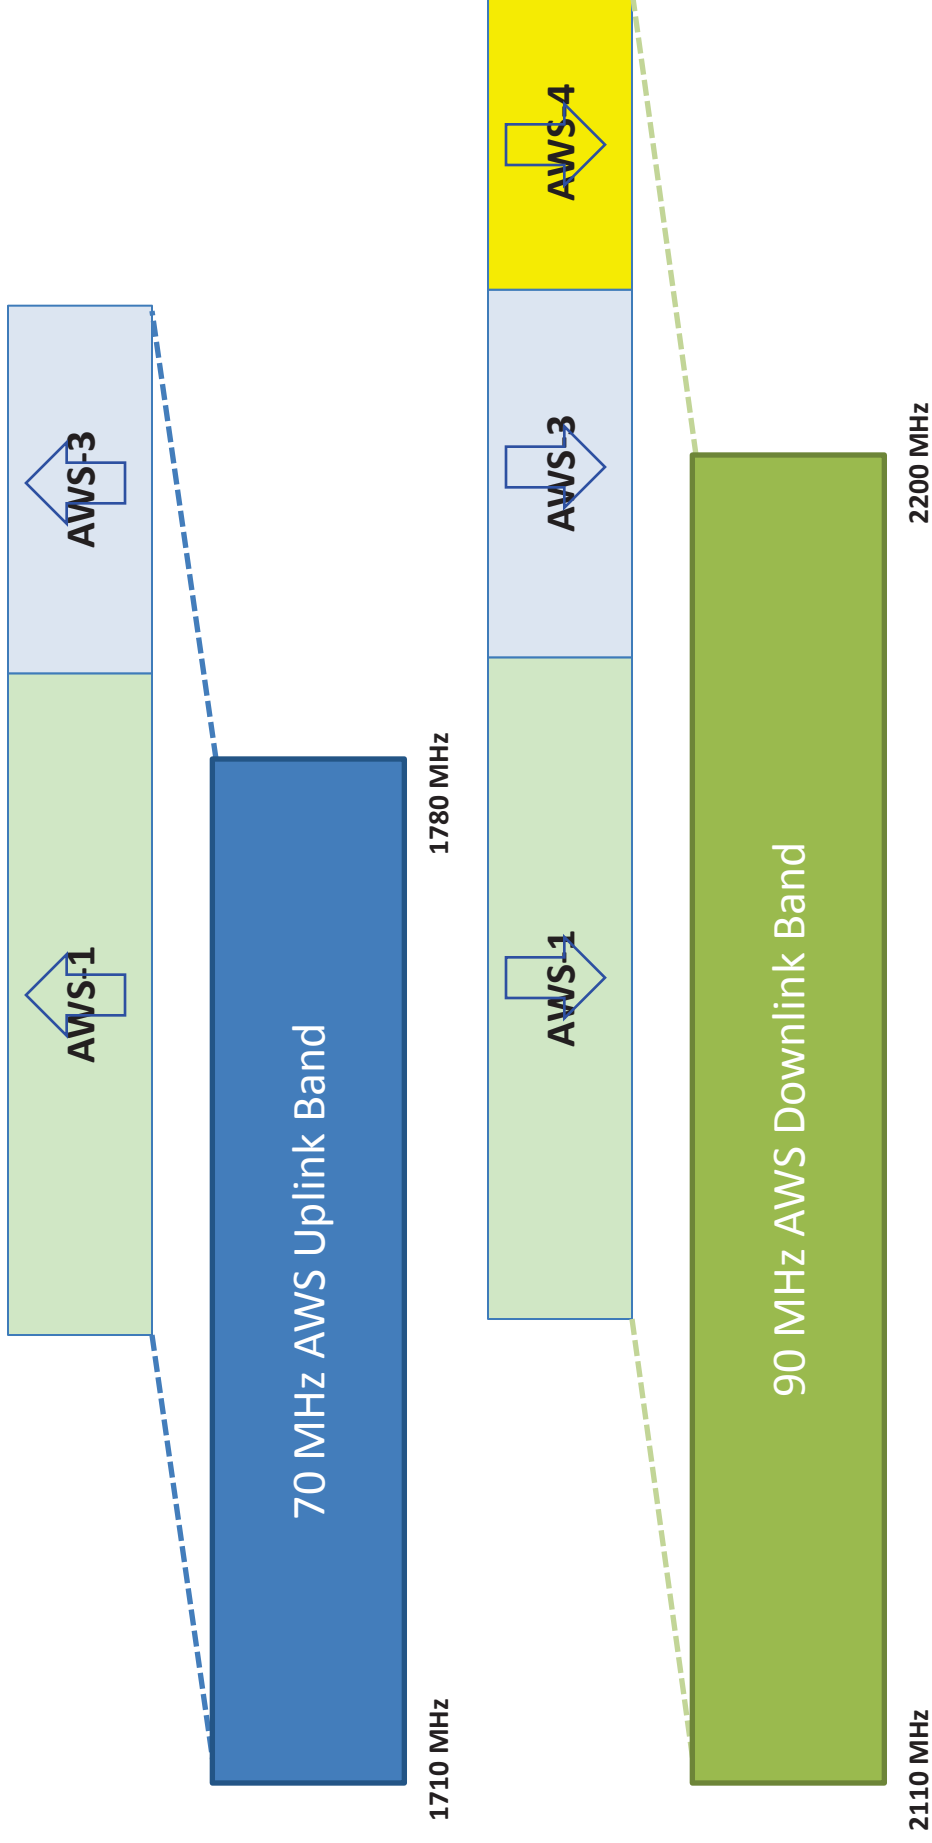 AWS-1
AWS-3
70 MHz AWS Uplink Band
1710 MHz
1780 MHz
AWS-1
AWS-3
AWS-4
90 MHz AWS Downlink Band
2110 MHz
2200 MHz